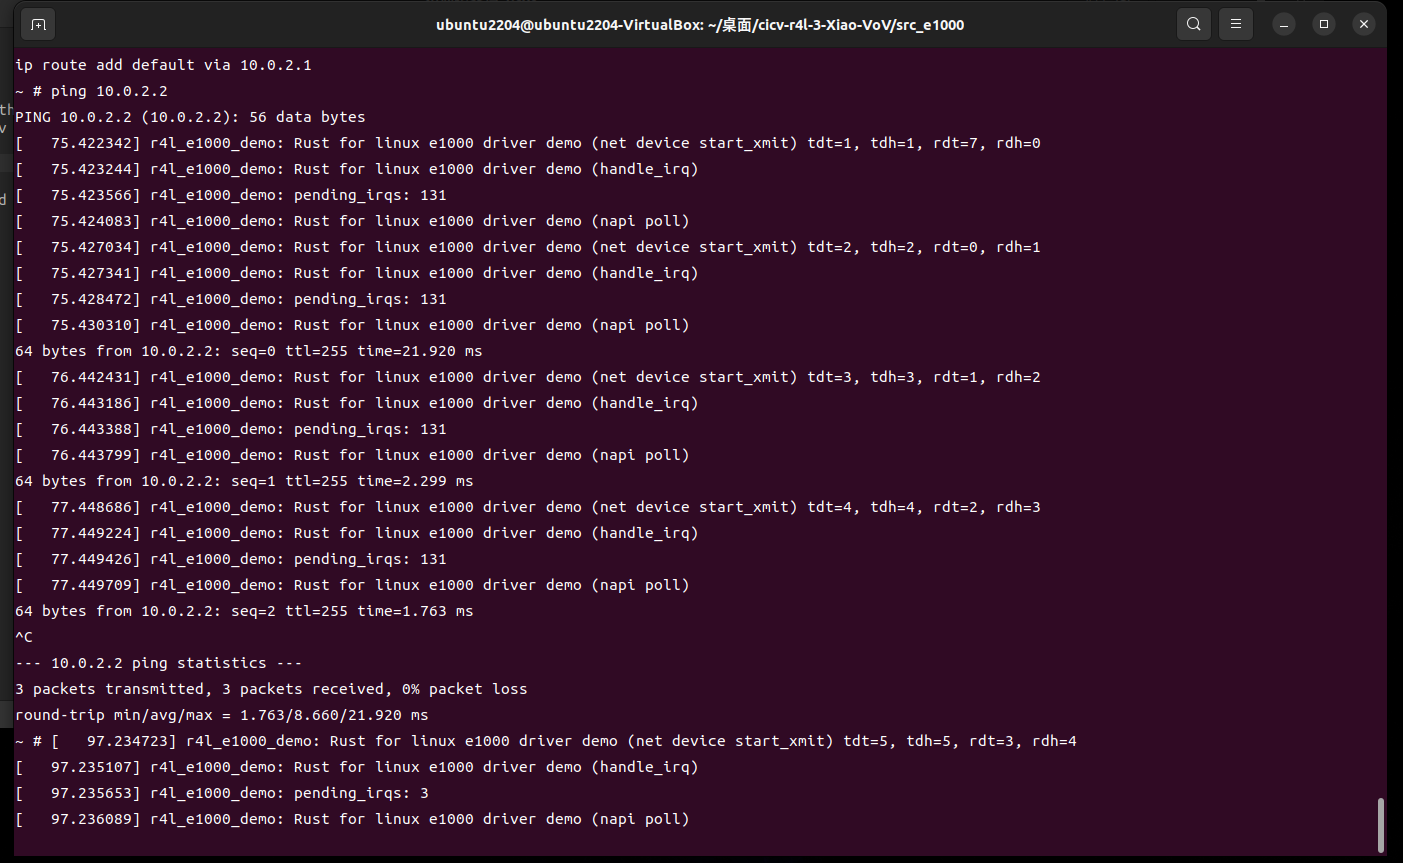 ubuntu2204@ubuntu2204-VirtualBox: ~/桌面/cicv-r4l-3-Xiao-VoV/src_e1000
ip route add default via 10.0.2.1
~ # ping 10.0.2.2
PING 10.0.2.2 (10.0.2.2): 56 data bytes
[   75.422342] r4l_e1000_demo: Rust for linux e1000 driver demo (net device start_xmit) tdt=1, tdh=1, rdt=7, rdh=0
[   75.423244] r4l_e1000_demo: Rust for linux e1000 driver demo (handle_irq)
[   75.423566] r4l_e1000_demo: pending_irqs: 131
[   75.424083] r4l_e1000_demo: Rust for linux e1000 driver demo (napi poll)
[   75.427034] r4l_e1000_demo: Rust for linux e1000 driver demo (net device start_xmit) tdt=2, tdh=2, rdt=0, rdh=1
[   75.427341] r4l_e1000_demo: Rust for linux e1000 driver demo (handle_irq)
[   75.428472] r4l_e1000_demo: pending_irqs: 131
[   75.430310] r4l_e1000_demo: Rust for linux e1000 driver demo (napi poll)
64 bytes from 10.0.2.2: seq=0 ttl=255 time=21.920 ms
[   76.442431] r4l_e1000_demo: Rust for linux e1000 driver demo (net device start_xmit) tdt=3, tdh=3, rdt=1, rdh=2
[   76.443186] r4l_e1000_demo: Rust for linux e1000 driver demo (handle_irq)
[   76.443388] r4l_e1000_demo: pending_irqs: 131
[   76.443799] r4l_e1000_demo: Rust for linux e1000 driver demo (napi poll)
64 bytes from 10.0.2.2: seq=1 ttl=255 time=2.299 ms
[   77.448686] r4l_e1000_demo: Rust for linux e1000 driver demo (net device start_xmit) tdt=4, tdh=4, rdt=2, rdh=3
[   77.449224] r4l_e1000_demo: Rust for linux e1000 driver demo (handle_irq)
[   77.449426] r4l_e1000_demo: pending_irqs: 131
[   77.449709] r4l_e1000_demo: Rust for linux e1000 driver demo (napi poll)
64 bytes from 10.0.2.2: seq=2 ttl=255 time=1.763 ms
^C
--- 10.0.2.2 ping statistics ---
3 packets transmitted, 3 packets received, 0% packet loss
round-trip min/avg/max = 1.763/8.660/21.920 ms
~ # [   97.234723] r4l_e1000_demo: Rust for linux e1000 driver demo (net device start_xmit) tdt=5, tdh=5, rdt=3, rdh=4
[   97.235107] r4l_e1000_demo: Rust for linux e1000 driver demo (handle_irq)
[   97.235653] r4l_e1000_demo: pending_irqs: 3
[   97.236089] r4l_e1000_demo: Rust for linux e1000 driver demo (napi poll)